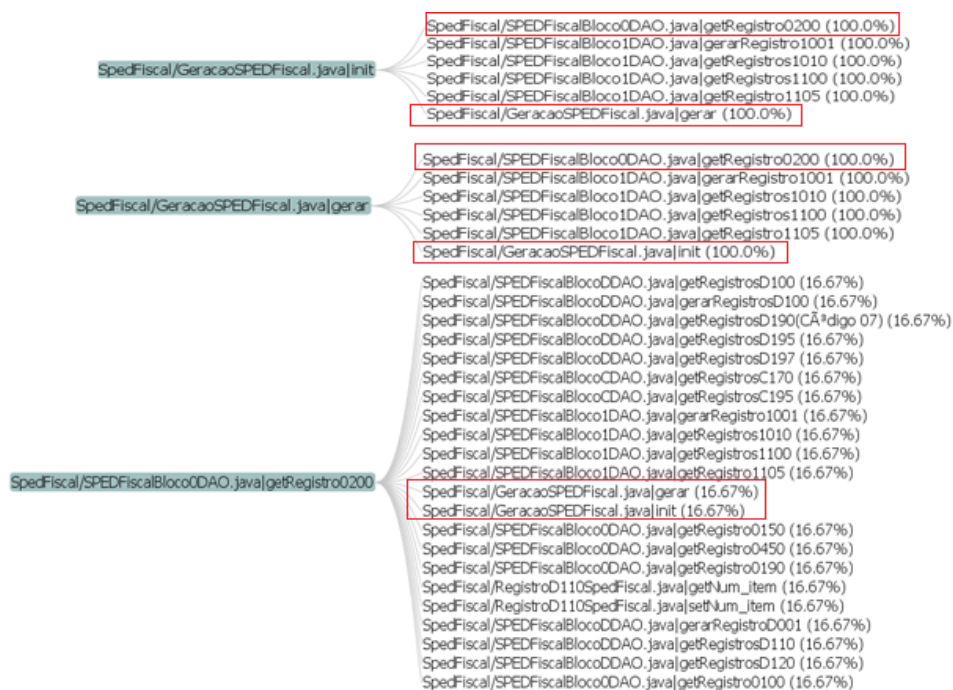 SpedFiscal/GeracaoSPEDFiscal.java|init
SpedFiscal/SPEDFiscalBloco0DAO.java|getRegistro0200 (100.0%)
SpedFiscal/SPEDFiscalBloco1DAO.java|gerarRegistro1001 (100.0%)
SpedFiscal/SPEDFiscalBloco1DAO.java|getRegistros1010 (100.0%)
SpedFiscal/SPEDFiscalBloco1DAO.java|getRegistros1100 (100.0%)
SpedFiscal/SPEDFiscalBloco1DAO.java|getRegistro1105 (100.0%)
SpedFiscal/GeracaoSPEDFiscal.java|gerar (100.0%)
SpedFiscal/GeracaoSPEDFiscal.java|gerar
SpedFiscal/SPEDFiscalBloco0DAO.java|getRegistro0200 (100.0%)
SpedFiscal/SPEDFiscalBloco1DAO.java|gerarRegistro1001 (100.0%)
SpedFiscal/SPEDFiscalBloco1DAO.java|getRegistros1010 (100.0%)
SpedFiscal/SPEDFiscalBloco1DAO.java|getRegistros1100 (100.0%)
SpedFiscal/SPEDFiscalBloco1DAO.java|getRegistro1105 (100.0%)
SpedFiscal/GeracaoSPEDFiscal.java|init (100.0%)
SpedFiscal/SPEDFiscalBloco0DAO.java|getRegistro0200
SpedFiscal/SPEDFiscalBlocoDDAO.java|getRegistrosD100 (16.67%)
SpedFiscal/SPEDFiscalBlocoDDAO.java|gerarRegistrosD100 (16.67%)
SpedFiscal/SPEDFiscalBlocoDDAO.java|getRegistrosD190(CÃªdigo 07) (16.67%)
SpedFiscal/SPEDFiscalBlocoDDAO.java|getRegistrosD195 (16.67%)
SpedFiscal/SPEDFiscalBlocoDDAO.java|getRegistrosD197 (16.67%)
SpedFiscal/SPEDFiscalBlocoCDAO.java|getRegistrosC170 (16.67%)
SpedFiscal/SPEDFiscalBlocoCDAO.java|getRegistrosC195 (16.67%)
SpedFiscal/SPEDFiscalBloco1DAO.java|gerarRegistro1001 (16.67%)
SpedFiscal/SPEDFiscalBloco1DAO.java|getRegistros1010 (16.67%)
SpedFiscal/SPEDFiscalBloco1DAO.java|getRegistros1100 (16.67%)
SpedFiscal/SPEDFiscalBloco1DAO.java|getRegistro1105 (16.67%)
SpedFiscal/GeracaoSPEDFiscal.java|gerar (16.67%)
SpedFiscal/GeracaoSPEDFiscal.java|init (16.67%)
SpedFiscal/SPEDFiscalBloco0DAO.java|getRegistro0150 (16.67%)
SpedFiscal/SPEDFiscalBloco0DAO.java|getRegistro0450 (16.67%)
SpedFiscal/SPEDFiscalBloco0DAO.java|getRegistro0190 (16.67%)
SpedFiscal/RegistroD110SpedFiscal.java|getNum_item (16.67%)
SpedFiscal/RegistroD110SpedFiscal.java|setNum_item (16.67%)
SpedFiscal/SPEDFiscalBlocoDDAO.java|gerarRegistroD001 (16.67%)
SpedFiscal/SPEDFiscalBlocoDDAO.java|getRegistrosD110 (16.67%)
SpedFiscal/SPEDFiscalBlocoDDAO.java|getRegistrosD120 (16.67%)
SpedFiscal/SPEDFiscalBloco0DAO.java|getRegistro0100 (16.67%)